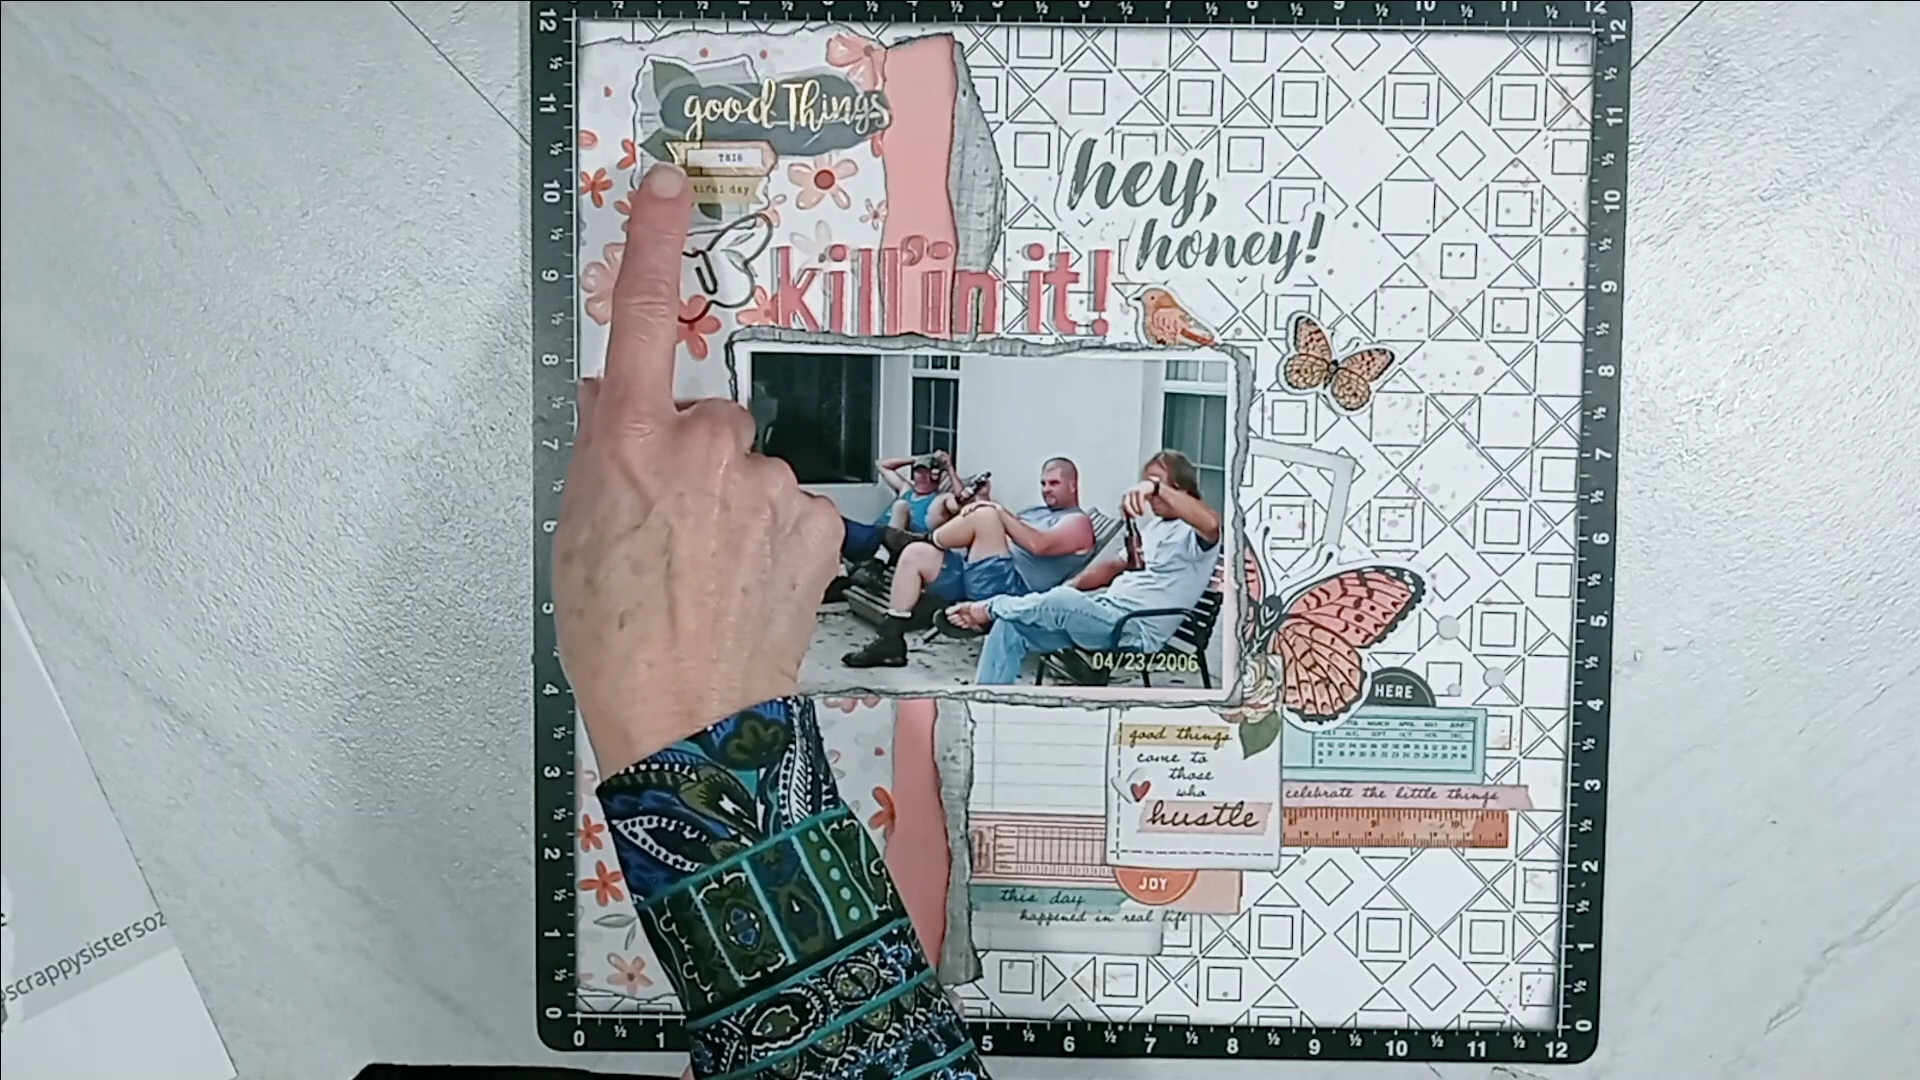 good Things
THIS
tiful day
hey,
honey!
kill'in it!
04/23/2006
HERE
good things
come to
those
who
hustle
celebrate the little things
JOY
this day
happened in real life
scrappysistersoz